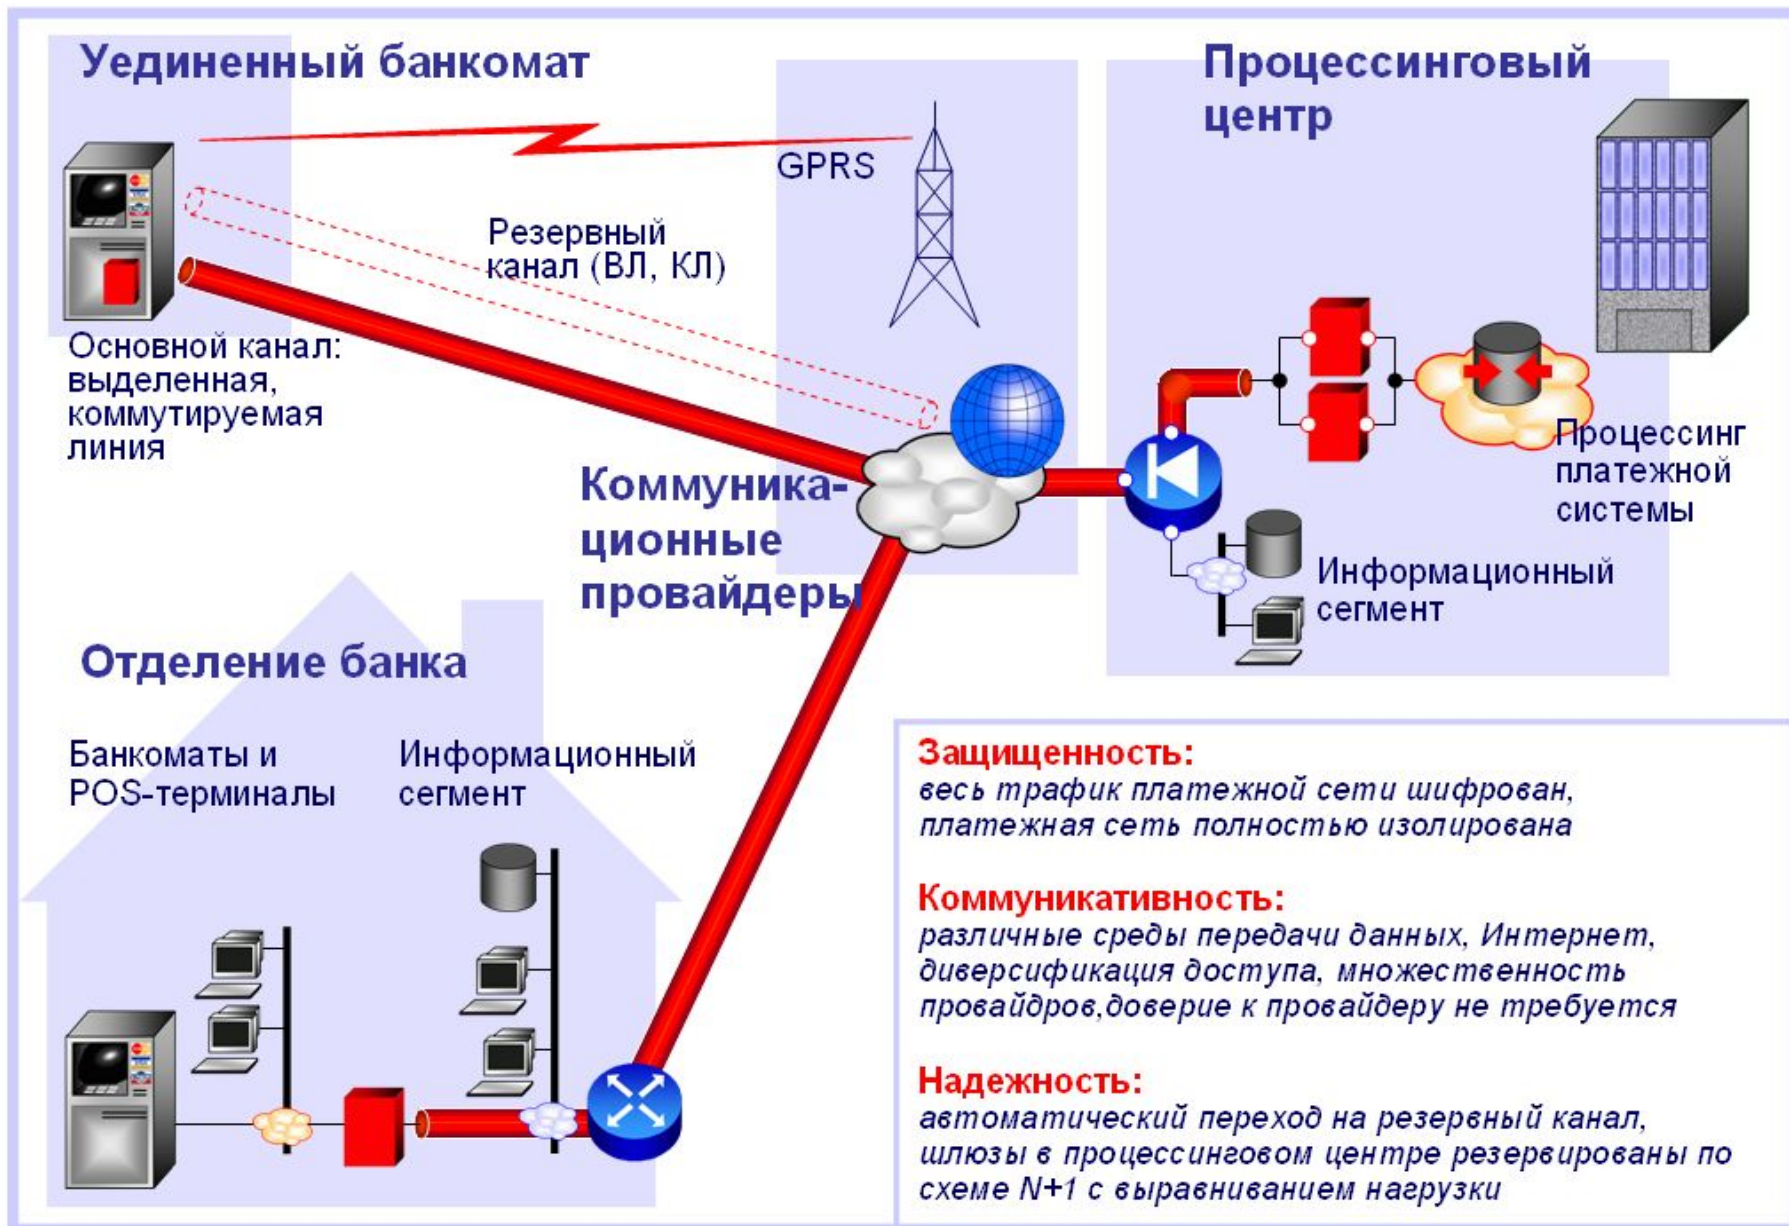 Уединенный банкомат
Процессинговый
центр
GPRS
Резервный
канал (ВЛ, КЛ)
Основной канал:
выделенная,
коммутируемая
линия
Коммуника-
ционные
провайдеры
Процессинг
платежной
системы
Информационный
сегмент
Отделение банка
Банкоматы и
POS-терминалы
Информационный
сегмент
Защищенность:
весь трафик платежной сети шифрован,
платежная сеть полностью изолирована
Коммуникативность:
различные среды передачи данных, Интернет,
диверсификация доступа, множественность
провайдров,доверие к провайдеру не требуется
Надежность:
автоматический переход на резервный канал,
шлюзы в процессинговом центре резервированы по
схеме N+1 с выравниванием нагрузки